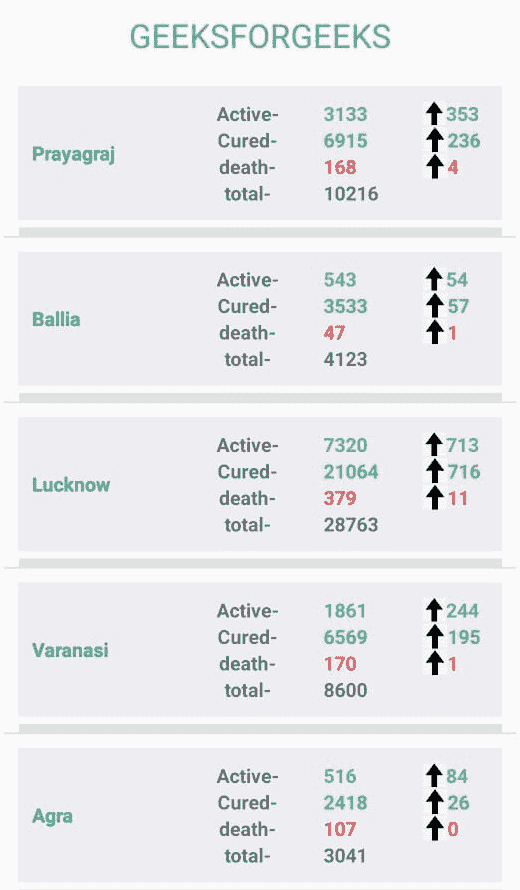 GEEKSFORGEEKS
Prayagraj
Active- 3133 353
Cured- 6915 236
death- 168 4
total- 10216
Ballia
Active- 543 54
Cured- 3533 57
death- 47 1
total- 4123
Lucknow
Active- 7320 713
Cured- 21064 716
death- 379 11
total- 28763
Varanasi
Active- 1861 244
Cured- 6569 195
death- 170 1
total- 8600
Agra
Active- 516 84
Cured- 2418 26
death- 107 0
total- 3041